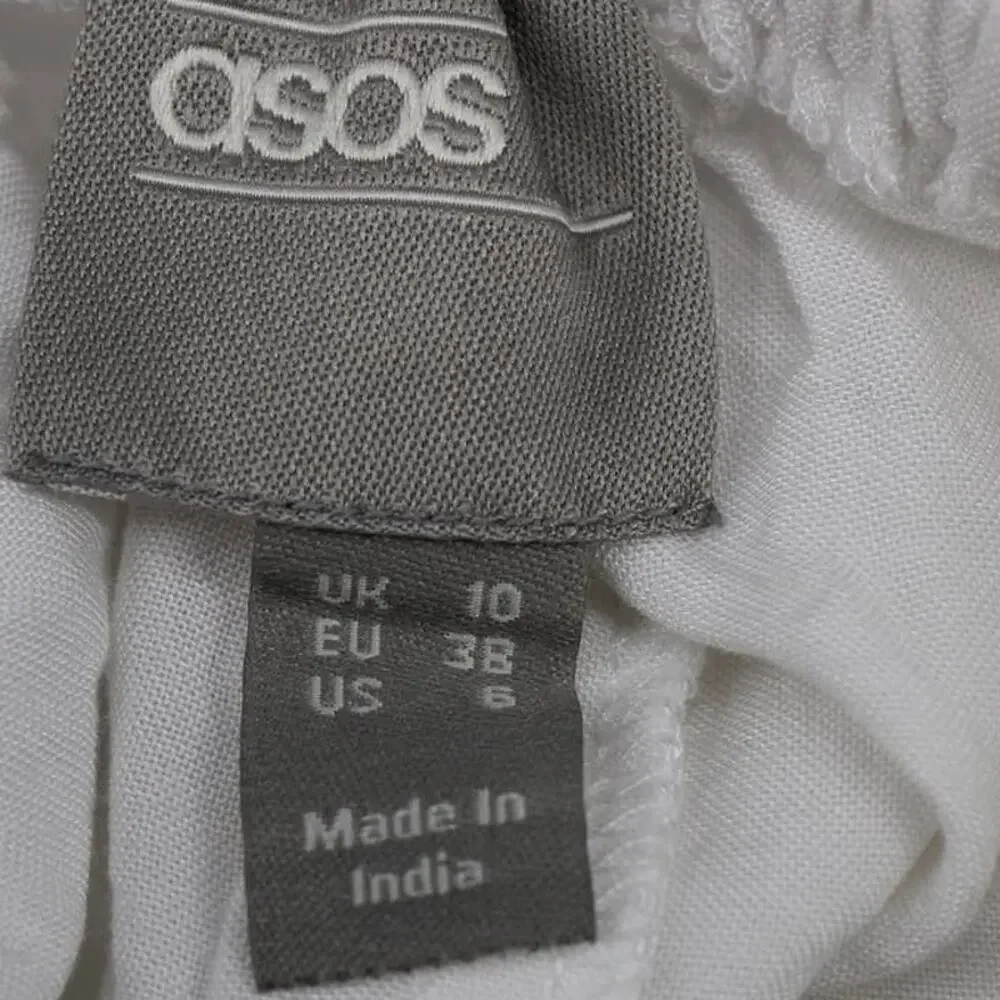 asos
UK 10
EU 38
US 6
Made In
India